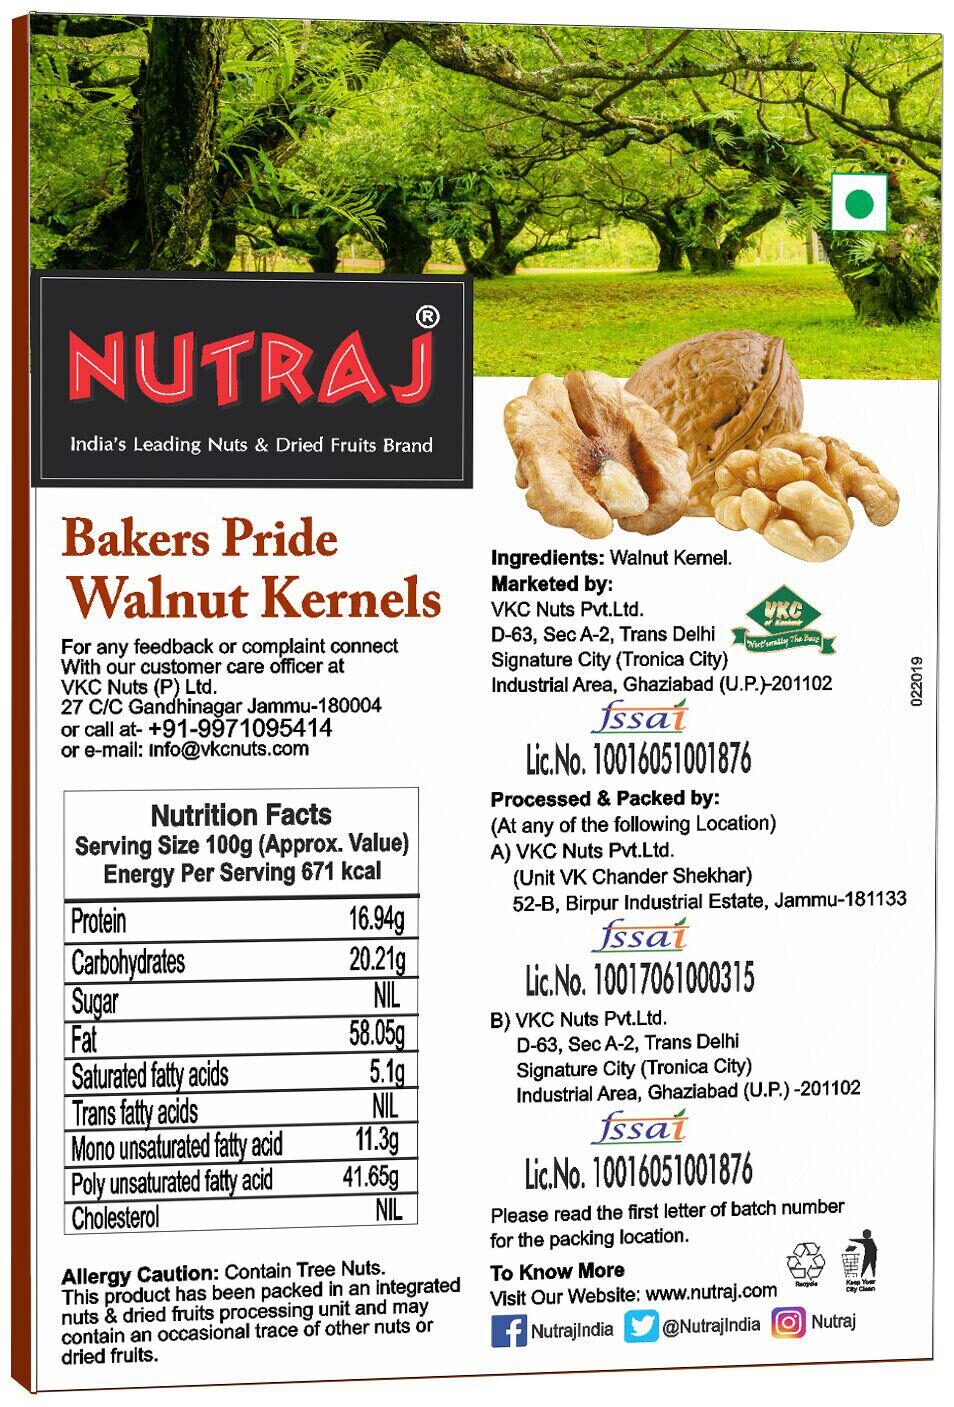 NUTRAJ®
India's Leading Nuts & Dried Fruits Brand
Bakers Pride
Walnut Kernels
For any feedback or complaint connect
With our customer care officer at
VKC Nuts (P) Ltd.
27 C/C Gandhinagar Jammu-180004
or call at- +91-9971095414
or e-mail: info@vkcnuts.com
Nutrition Facts
Serving Size 100g (Approx. Value)
Energy Per Serving 671 kcal
Protein 16.94g
Carbohydrates 20.21g
Sugar NIL
Fat 58.05g
Saturated fatty acids 5.1g
Trans fatty acids NIL
Mono unsaturated fatty acid 11.3g
Poly unsaturated fatty acid 41.65g
Cholesterol NIL
Allergy Caution: Contain Tree Nuts.
This product has been packed in an integrated
nuts & dried fruits processing unit and may
contain an occasional trace of other nuts or
dried fruits.
Ingredients: Walnut Kernel.
Marketed by:
VKC Nuts Pvt.Ltd.
D-63, Sec A-2, Trans Delhi
Signature City (Tronica City)
Industrial Area, Ghaziabad (U.P.)-201102
VKC
of Kashmir
"Nut'urally The Best"
022019
fssai
Lic.No. 10016051001876
Processed & Packed by:
(At any of the following Location)
A) VKC Nuts Pvt.Ltd.
(Unit VK Chander Shekhar)
52-B, Birpur Industrial Estate, Jammu-181133
fssai
Lic.No. 10017061000315
B) VKC Nuts Pvt.Ltd.
D-63, Sec A-2, Trans Delhi
Signature City (Tronica City)
Industrial Area, Ghaziabad (U.P.) -201102
fssai
Lic.No. 10016051001876
Please read the first letter of batch number
for the packing location.
To Know More
Visit Our Website: www.nutraj.com
Recycle
Keep Your
City Clean
NutrajIndia @NutrajIndia Nutraj